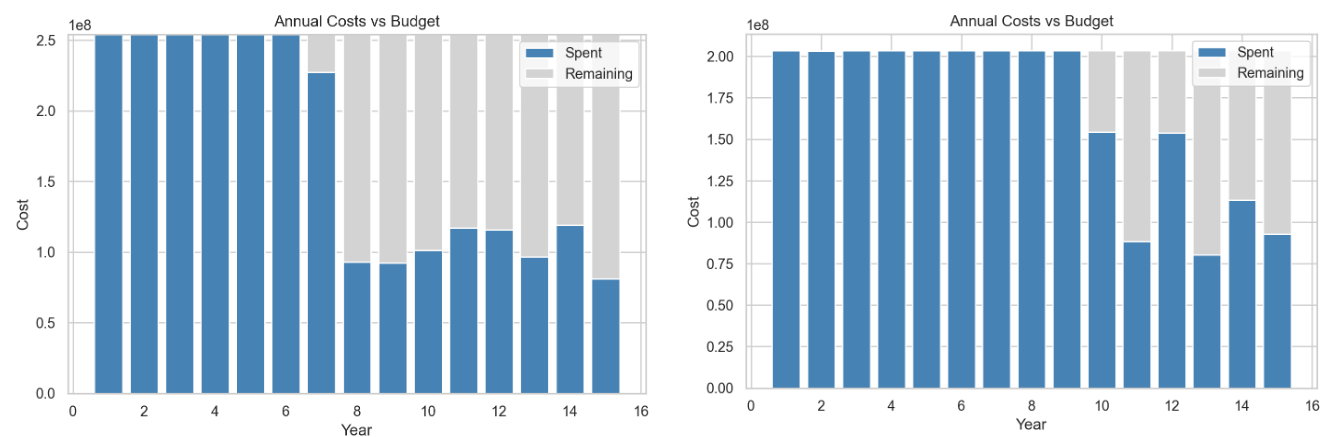 Annual Costs vs Budget
1e8
2.5
2.0
1.5
1.0
0.5
0.0
Cost
Spent
Remaining
0 2 4 6 8 10 12 14 16
Year
Annual Costs vs Budget
1e8
2.00
1.75
1.50
1.25
1.00
0.75
0.50
0.25
0.00
Cost
Spent
Remaining
0 2 4 6 8 10 12 14 16
Year